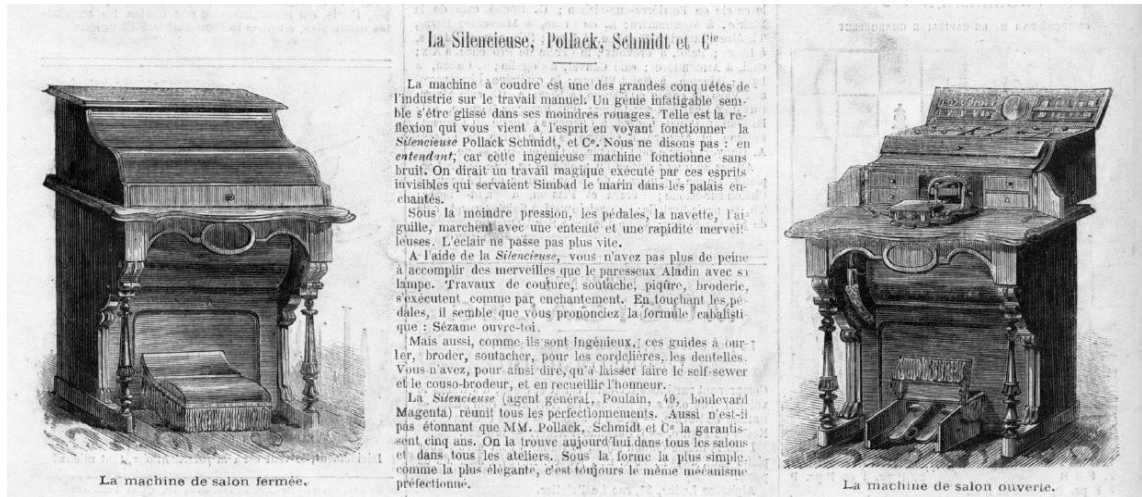 La Silencieuse, Pollack, Schmidt et Cie
La machine à coudre est une des grandes conquêtes de
l'industrie sur le travail manuel. Un génie infatigable sem-
ble s'être glissé dans ses moindres rouages. Telle est la ré-
flexion qui vous vient à l'esprit en voyant fonctionner la
Silencieuse Pollack Schmidt, et Ce. Nous ne disons pas : en
entendant, car cette ingénieuse machine fonctionne sans
bruit. On dirait un travail magique exécuté par ces esprits
invisibles qui servaient Simbad le marin dans les palais en-
chantés.
Sous la moindre pression, les pédales, la navette, l'ai-
guille, marchent avec une entente et une rapidité merveil-
leuses. L'éclair ne passe pas plus vite.
A l'aide de la Silencieuse, vous n'avez pas plus de peine
à accomplir des merveilles que le paresseux Aladin avec sa
lampe. Travaux de couture, soutache, piqûre, broderie,
s'exécutent comme par enchantement. En touchant les pé-
dales, il semble que vous prononciez la formule cabalisti-
que : Sézame ouvre-toi.
Mais aussi, comme ils sont ingénieux, ces guides à our-
ler, broder, soutacher, pour les cordelières, les dentelles.
Vous n'avez, pour ainsi dire, qu'à laisser faire le self-sewer
et le couso-brodeur, et en recueillir l'honneur.
La Silencieuse (agent général, Poulain, 49, boulevard
Magenta) réunit tous les perfectionnements. Aussi n'est-il
pas étonnant que MM. Pollack, Schmidt et Ce la garantis-
sent cinq ans. On la trouve aujourd'hui dans tous les salons
et dans tous les ateliers. Sous la forme la plus simple,
comme la plus élégante, c'est toujours le même mécanisme
préfectionné.
La machine de salon fermée.
La machine de salon ouverte.